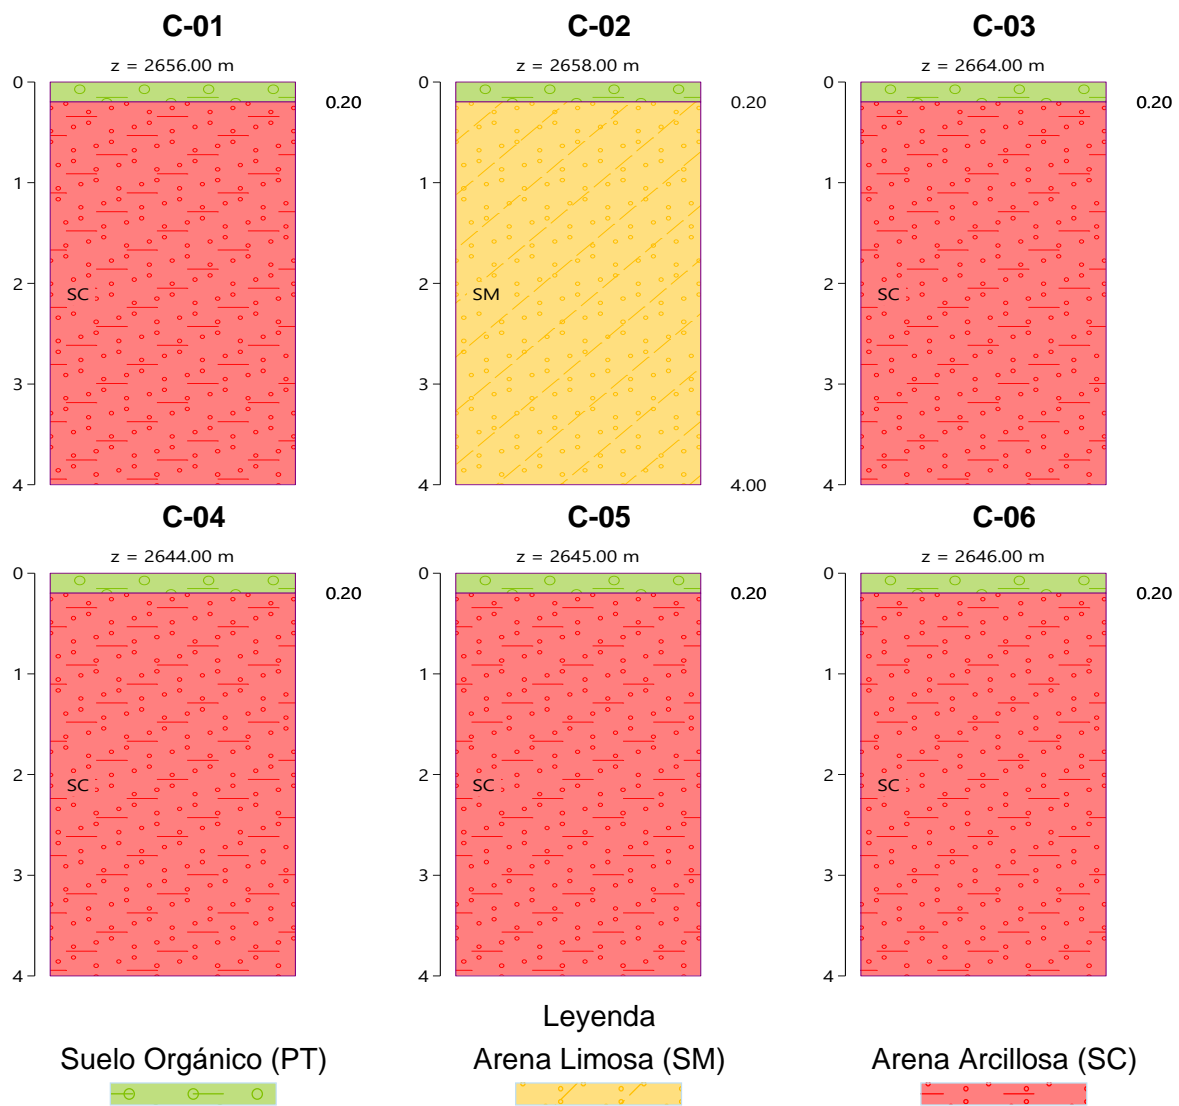 C-01 C-02 C-03
z = 2656.00 m z = 2658.00 m z = 2664.00 m
0 0 0
0.20 0.20 0.20
1 1 1
2 2 2
SC SM SC
3 3 3
4 4 4.00 4
C-04 C-05 C-06
z = 2644.00 m z = 2645.00 m z = 2646.00 m
0 0 0
0.20 0.20 0.20
1 1 1
2 2 2
SC SC SC
3 3 3
4 4 4
Leyenda
Suelo Orgánico (PT) Arena Limosa (SM) Arena Arcillosa (SC)